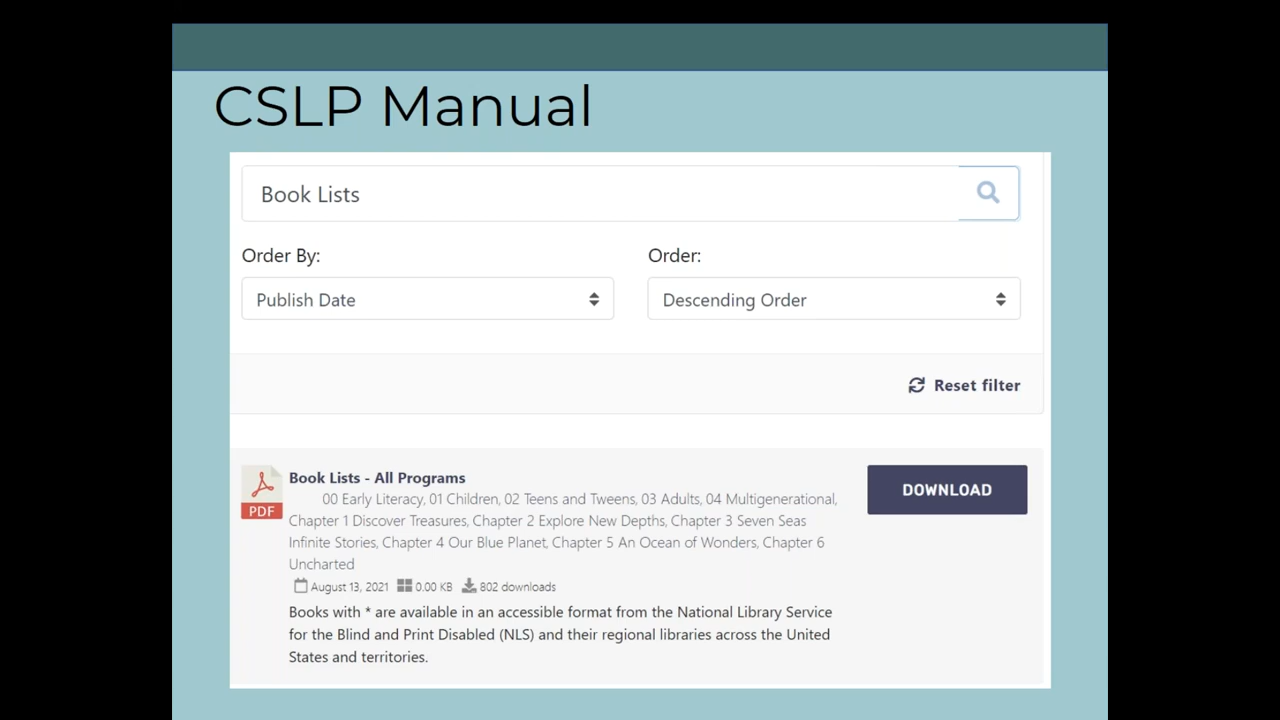 CSLP Manual
Book Lists
Order By:
Order:
Publish Date
Descending Order
Reset filter
PDF
Book Lists - All Programs
00 Early Literacy, 01 Children, 02 Teens and Tweens, 03 Adults, 04 Multigenerational,
Chapter 1 Discover Treasures, Chapter 2 Explore New Depths, Chapter 3 Seven Seas
Infinite Stories, Chapter 4 Our Blue Planet, Chapter 5 An Ocean of Wonders, Chapter 6
Uncharted
August 13, 2021 0.00 KB 802 downloads
Books with * are available in an accessible format from the National Library Service
for the Blind and Print Disabled (NLS) and their regional libraries across the United
States and territories.
DOWNLOAD